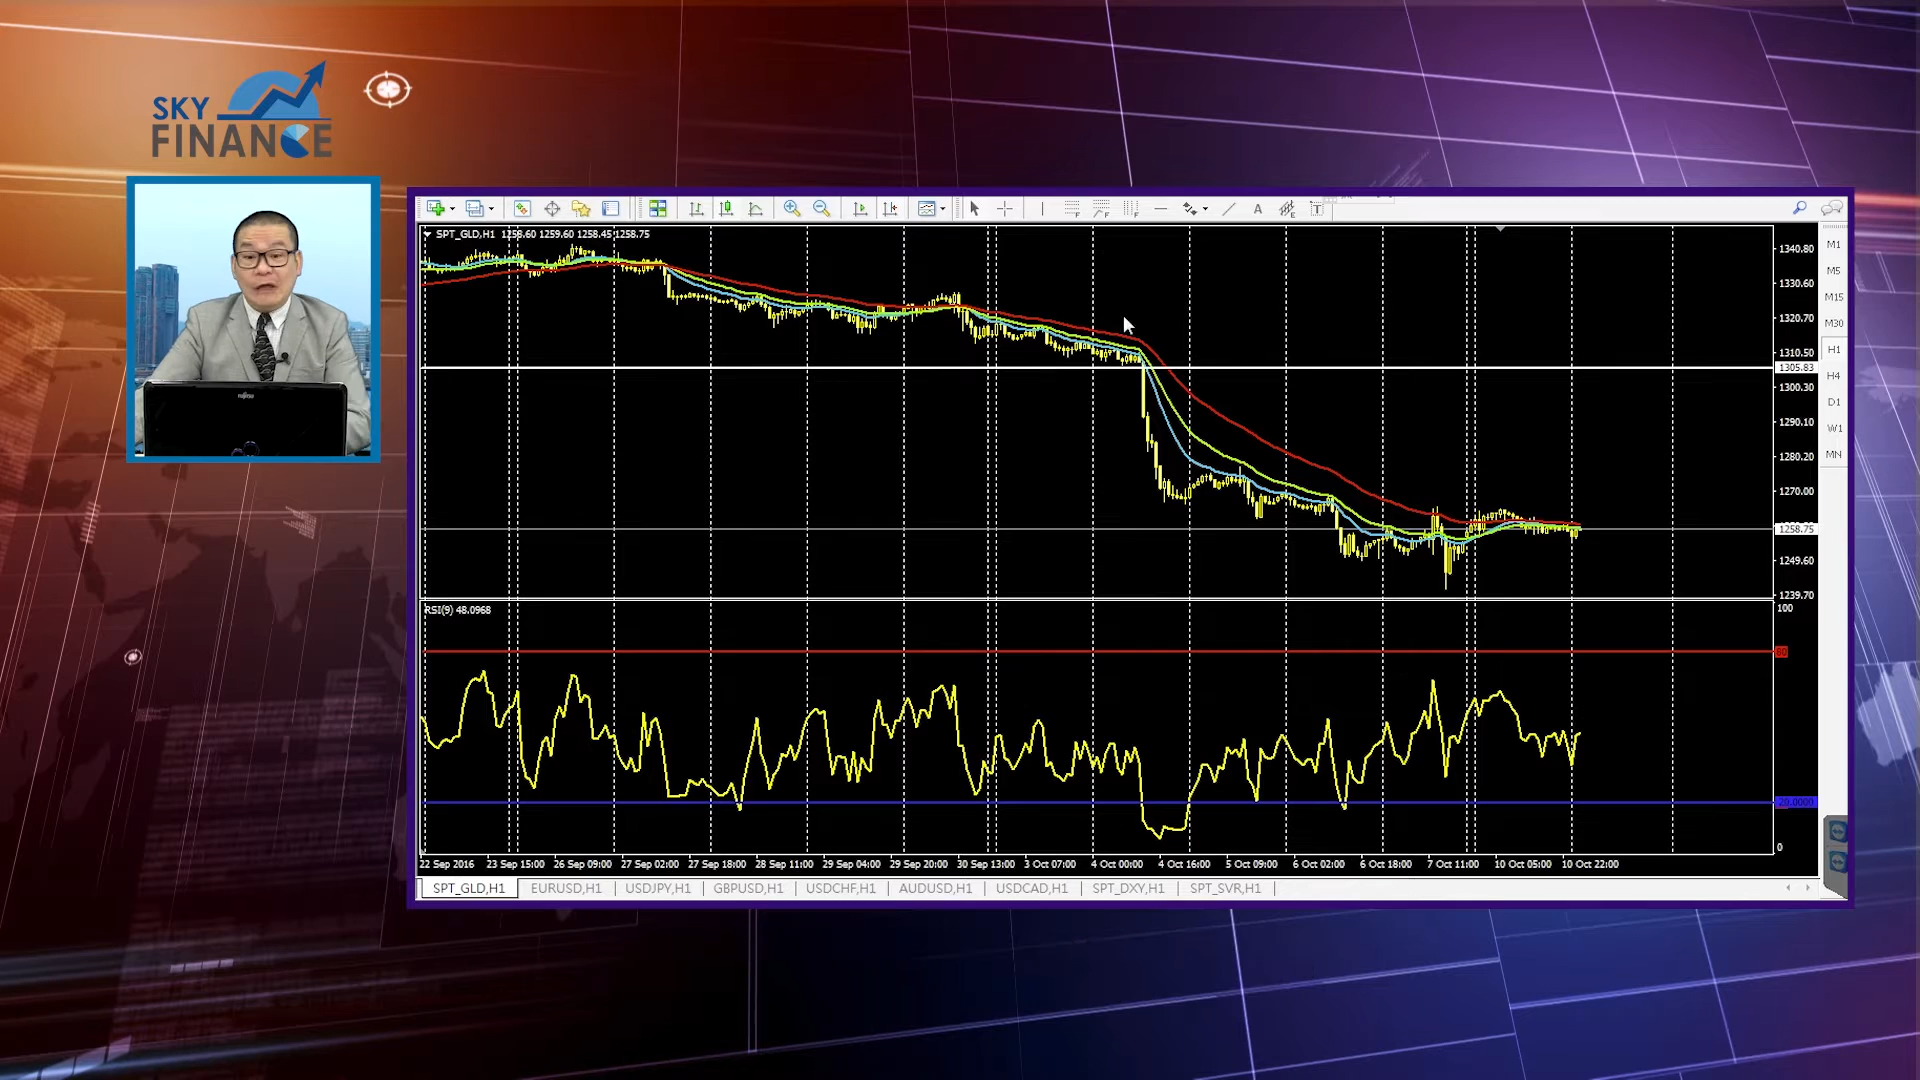 SKY
FINANCE
FUJITSU
SPT_GLD,H1 1258.60 1259.60 1258.45 1258.75
1340.80
1330.60
1320.70
1310.50
1305.83
1300.30
1290.10
1280.20
1270.00
1258.75
1249.60
1239.70
RSI(9) 48.0968
100
80
20.0000
0
22 Sep 2016 23 Sep 15:00 26 Sep 09:00 27 Sep 02:00 27 Sep 18:00 28 Sep 11:00 29 Sep 04:00 29 Sep 20:00 30 Sep 13:00 3 Oct 07:00 4 Oct 00:00 4 Oct 16:00 5 Oct 09:00 6 Oct 02:00 6 Oct 18:00 7 Oct 11:00 10 Oct 05:00 10 Oct 22:00
SPT_GLD,H1 EURUSD,H1 USDJPY,H1 GBPUSD,H1 USDCHF,H1 AUDUSD,H1 USDCAD,H1 SPT_DXY,H1 SPT_SVR,H1
M1
M5
M15
M30
H1
H4
D1
W1
MN